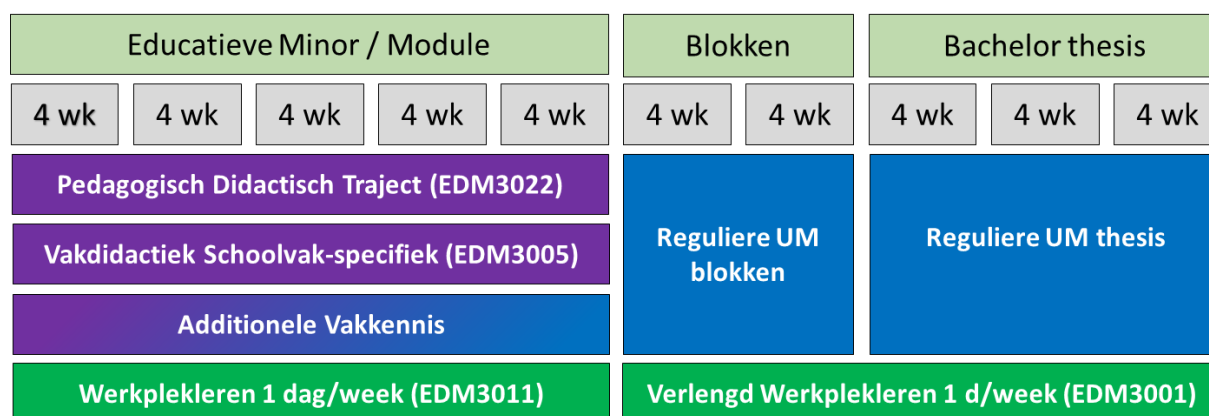 Educatieve Minor / Module
Blokken
Bachelor thesis
4 wk
4 wk
4 wk
4 wk
4 wk
4 wk
4 wk
4 wk
4 wk
4 wk
Pedagogisch Didactisch Traject (EDM3022)
Vakdidactiek Schoolvak-specifiek (EDM3005)
Additionele Vakkennis
Reguliere UM
blokken
Reguliere UM thesis
Werkplekleren 1 dag/week (EDM3011)
Verlengd Werkplekleren 1 d/week (EDM3001)